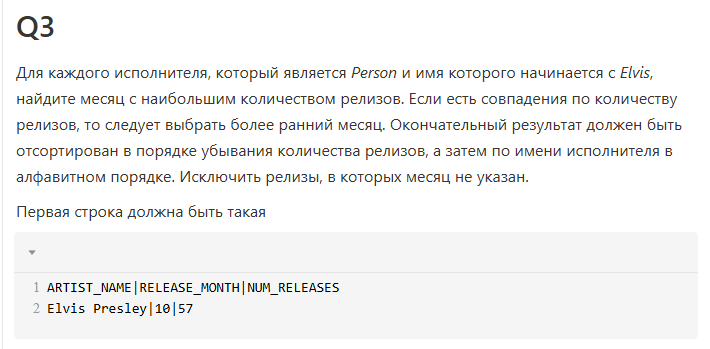 Q3
Для каждого исполнителя, который является Person и имя которого начинается с Elvis,
найдите месяц с наибольшим количеством релизов. Если есть совпадения по количеству
релизов, то следует выбрать более ранний месяц. Окончательный результат должен быть
отсортирован в порядке убывания количества релизов, а затем по имени исполнителя в
алфавитном порядке. Исключить релизы, в которых месяц не указан.
Первая строка должна быть такая
1 ARTIST_NAME|RELEASE_MONTH|NUM_RELEASES
2 Elvis Presley|10|57